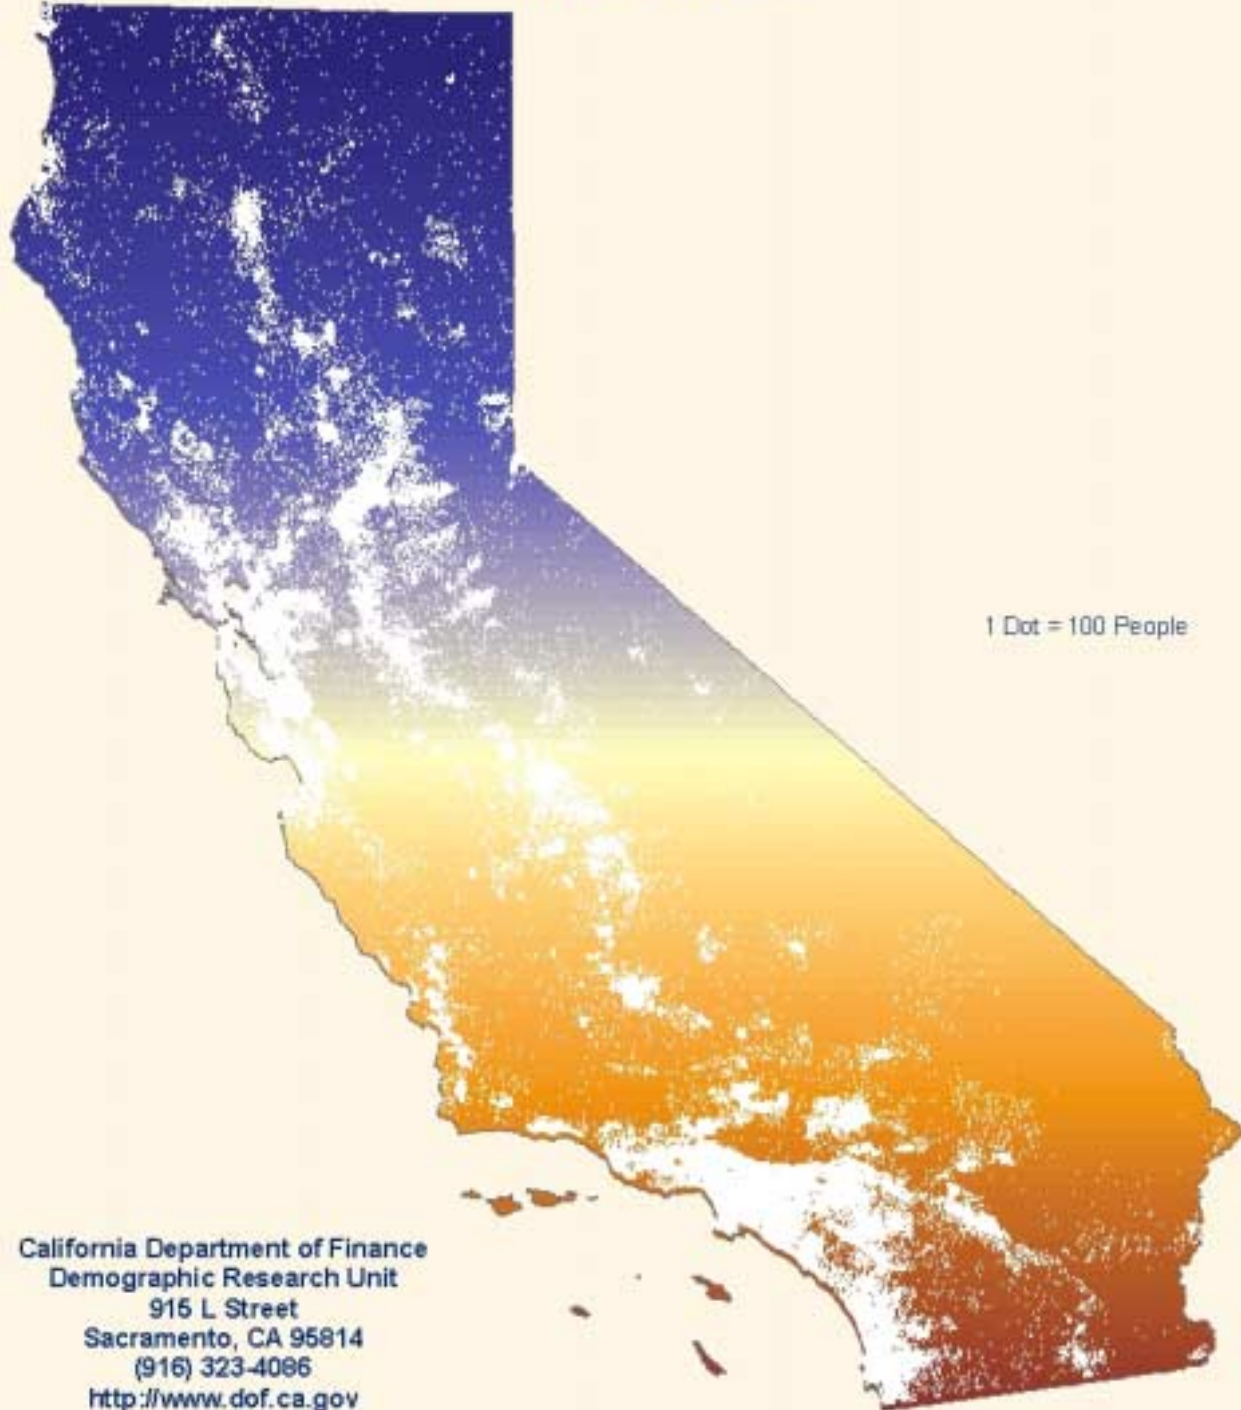 1 Dot = 100 People
California Department of Finance
Demographic Research Unit
915 L Street
Sacramento, CA 95814
(916) 323-4086
http://www.dof.ca.gov